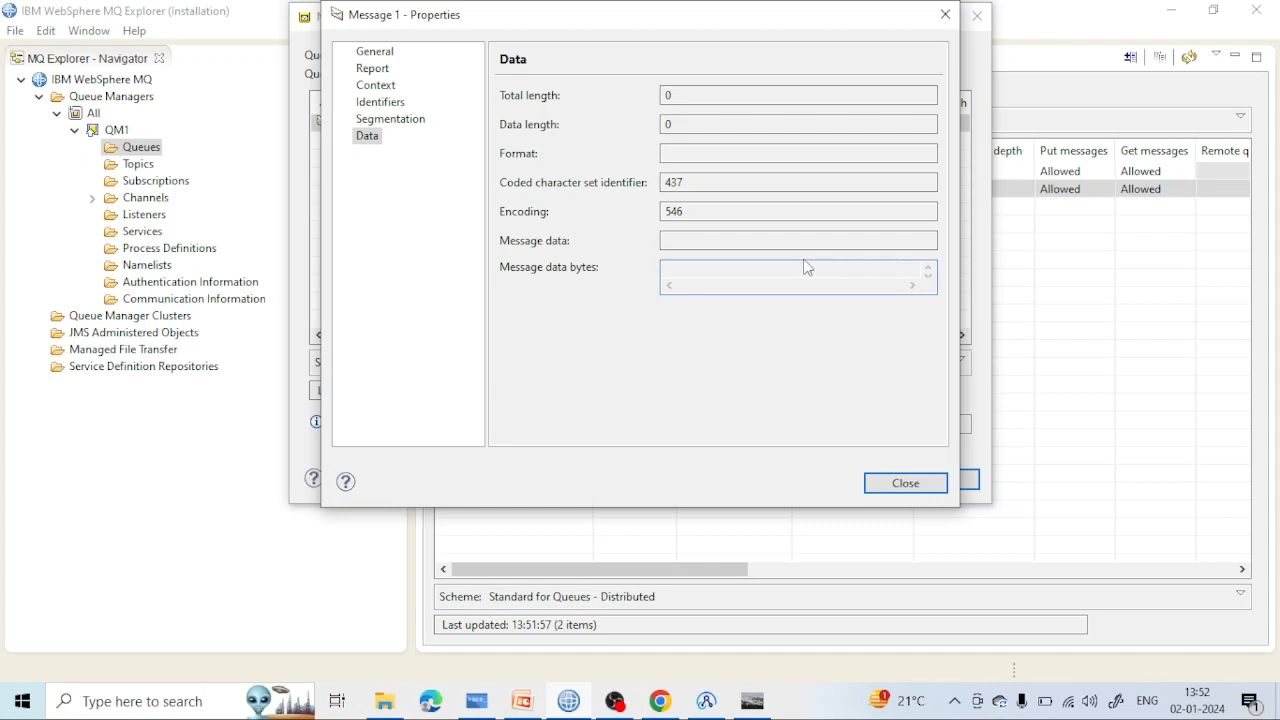 IBM WebSphere MQ Explorer (Installation)
File Edit Window Help
MQ Explorer - Navigator
IBM WebSphere MQ
Queue Managers
All
QM1
Queues
Topics
Subscriptions
Channels
Listeners
Services
Process Definitions
Namelists
Authentication Information
Communication Information
Queue Manager Clusters
JMS Administered Objects
Managed File Transfer
Service Definition Repositories
Message 1 - Properties
General
Report
Context
Identifiers
Segmentation
Data
Data
Total length: 0
Data length: 0
Format:
Coded character set identifier: 437
Encoding: 546
Message data:
Message data bytes:
Close
depth Put messages Get messages Remote q
Allowed Allowed
Allowed Allowed
Scheme: Standard for Queues - Distributed
Last updated: 13:51:57 (2 items)
Type here to search
21°C
ENG
13:52
02-01-2024